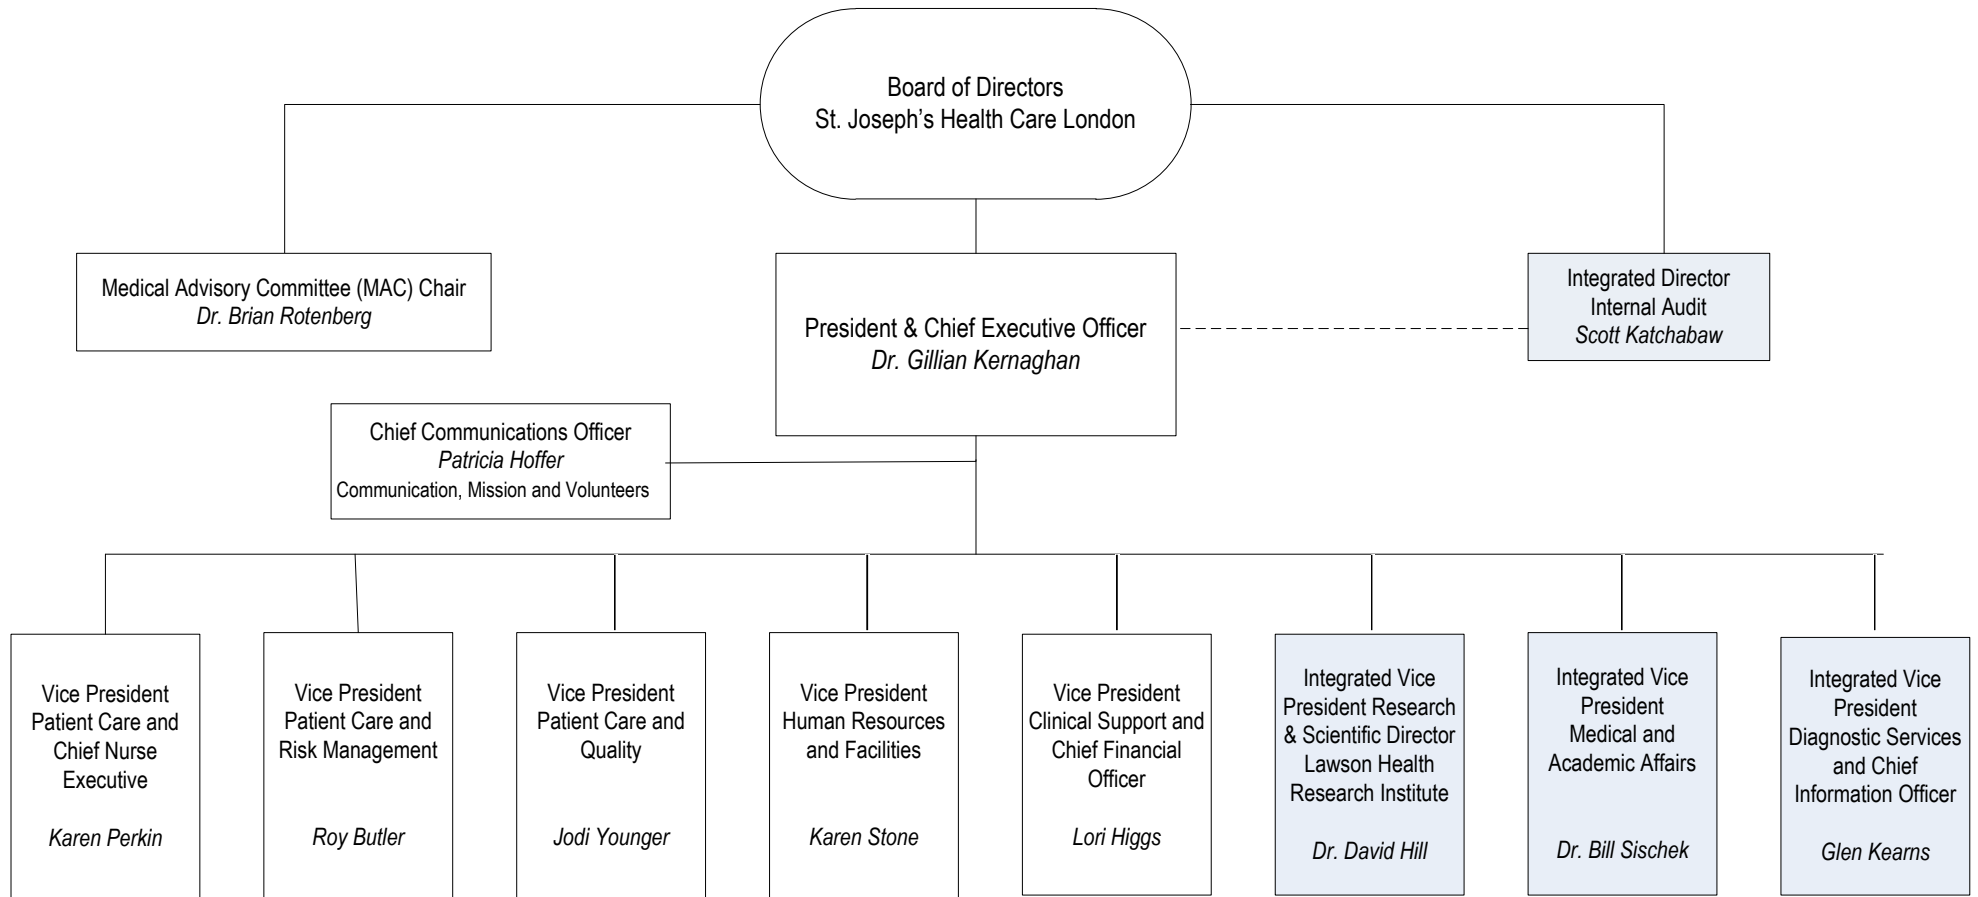 Board of Directors
St. Joseph’s Health Care London
Medical Advisory Committee (MAC) Chair
Dr. Brian Rotenberg
President & Chief Executive Officer
Dr. Gillian Kernaghan
Integrated Director
Internal Audit
Scott Katchabaw
Chief Communications Officer
Patricia Hoffer
Communication, Mission and Volunteers
Vice President
Patient Care and
Chief Nurse
Executive
Karen Perkin
Vice President
Patient Care and
Risk Management
Roy Butler
Vice President
Patient Care and
Quality
Jodi Younger
Vice President
Human Resources
and Facilities
Karen Stone
Vice President
Clinical Support and
Chief Financial
Officer
Lori Higgs
Integrated Vice
President Research
& Scientific Director
Lawson Health
Research Institute
Dr. David Hill
Integrated Vice
President
Medical and
Academic Affairs
Dr. Bill Sischek
Integrated Vice
President
Diagnostic Services
and Chief
Information Officer
Glen Kearns